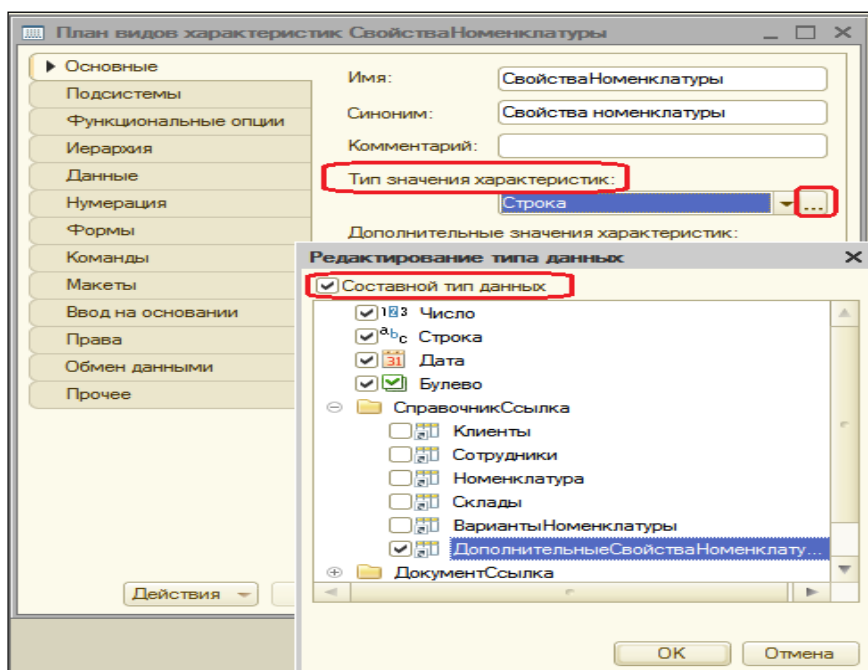 План видов характеристик СвойстваНоменклатуры
Основные
Подсистемы
Функциональные опции
Иерархия
Данные
Нумерация
Формы
Команды
Макеты
Ввод на основании
Права
Обмен данными
Прочее
Имя: СвойстваНоменклатуры
Синоним: Свойства номенклатуры
Комментарий:
Тип значения характеристик:
Строка ...
Дополнительные значения характеристик:
Действия
Редактирование типа данных
Составной тип данных
Число
Строка
Дата
Булево
СправочникСсылка
Клиенты
Сотрудники
Номенклатура
Склады
ВариантыНоменклатуры
ДополнительныеСвойстваНоменклату...
ДокументСсылка
ОК Отмена